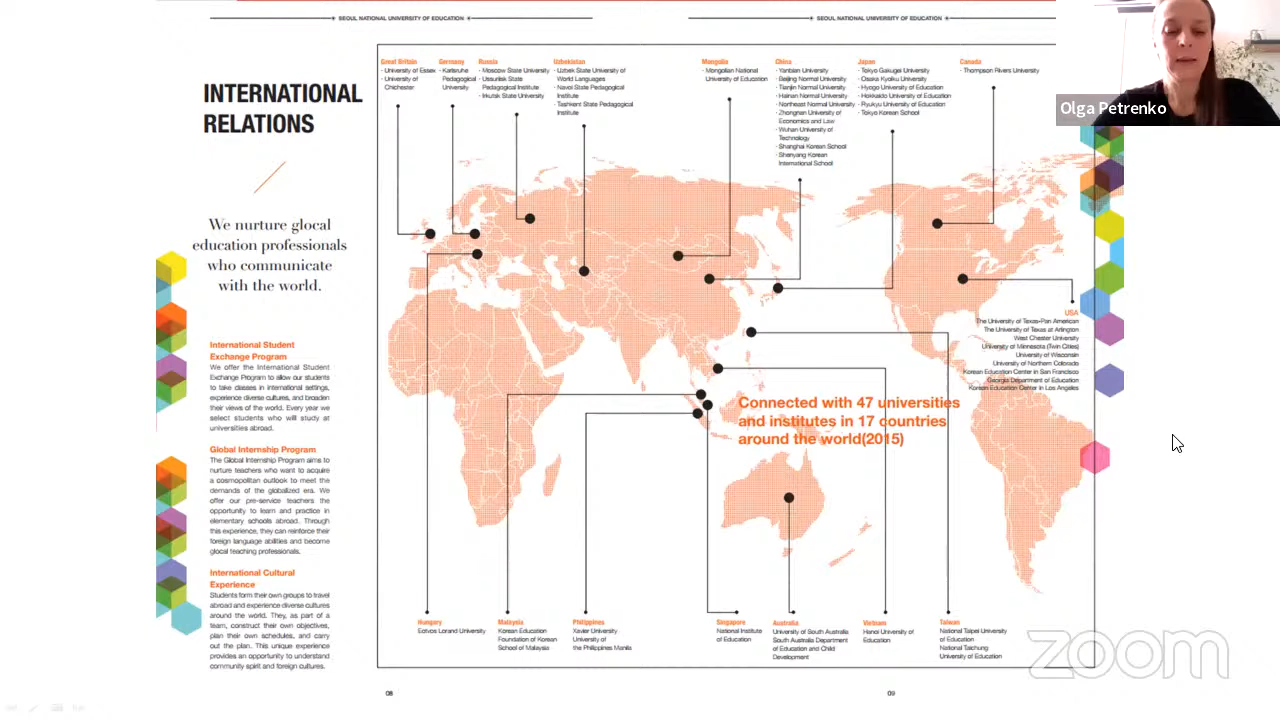 SEOUL NATIONAL UNIVERSITY OF EDUCATION
SEOUL NATIONAL UNIVERSITY OF EDUCATION
Olga Petrenko
INTERNATIONAL
RELATIONS
We nurture glocal
education professionals
who communicate
with the world.
International Student
Exchange Program
We offer the International Student
Exchange Program to allow our students
to take classes in international settings,
experience diverse cultures, and broaden
their views of the world. Every year we
select students who will study at
universities abroad.
Global Internship Program
The Global Internship Program aims to
nurture teachers who want to acquire
a cosmopolitan outlook to meet the
demands of the globalized era. We
offer our pre-service teachers the
opportunity to learn and practice in
elementary schools abroad. Through
this experience, they can reinforce their
foreign language abilities and become
glocal teaching professionals.
International Cultural
Experience
Students form their own groups to travel
abroad and experience diverse cultures
around the world. They, as part of a
team, construct their own objectives,
plan their own schedules, and carry
out the plan. This unique experience
provides an opportunity to understand
community spirit and foreign cultures.
Great Britain
· University of Essex
· University of
Chichester
Germany
· Karlsruhe
Pedagogical
University
Russia
· Moscow State University
· Ussurilsk State
Pedagogical Institute
· Irkutsk State University
Uzbekistan
· Uzbek State University of
World Languages
· Navoi State Pedagogical
Institute
· Tashkent State Pedagogical
Institute
Mongolia
· Mongolian National
University of Education
China
· Yanbian University
· Beijing Normal University
· Tianjin Normal University
· Hainan Normal University
· Northeast Normal University
· Zhongnan University of
Economics and Law
· Wuhan University of
Technology
· Shanghai Korean School
· Shenyang Korean
International School
Japan
· Tokyo Gakugei University
· Osaka Kyoiku University
· Hyogo University of Education
· Hokkaido University of Education
· Ryukyu University of Education
· Tokyo Korean School
Canada
· Thompson Rivers University
USA
The University of Texas-Pan American
The University of Texas at Arlington
West Chester University
University of Minnesota (Twin Cities)
University of Wisconsin
University of Northern Colorado
Korean Education Center in San Francisco
Georgia Department of Education
Korean Education Center in Los Angeles
Connected with 47 universities
and institutes in 17 countries
around the world(2015)
Hungary
Eotvos Lorand University
Malaysia
Korean Education
Foundation of Korean
School of Malaysia
Philippines
Xavier University
University of
the Philippines Manila
Singapore
National Institute
of Education
Australia
University of South Australia
South Australia Department
of Education and Child
Development
Vietnam
Hanoi University of
Education
Taiwan
National Taipei University
of Education
National Taichung
University of Education
zoom
08
09